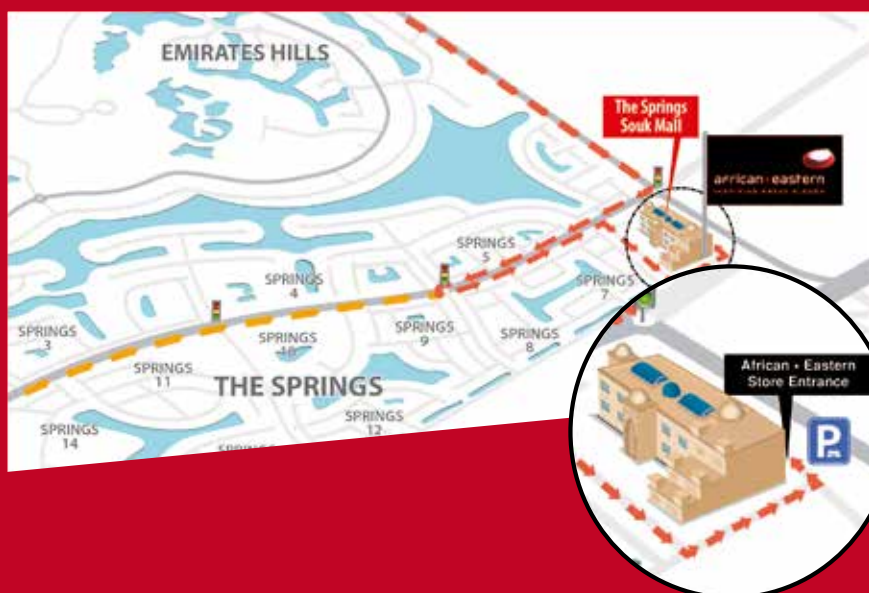 EMIRATES HILLS
The Springs
Souk Mall
african • eastern
SPRINGS
5
SPRINGS
4
SPRINGS
7
SPRINGS
3
SPRINGS
10
SPRINGS
9
SPRINGS
8
SPRINGS
11
THE SPRINGS
SPRINGS
12
SPRINGS
14
SPRINGS
African • Eastern
Store Entrance
P